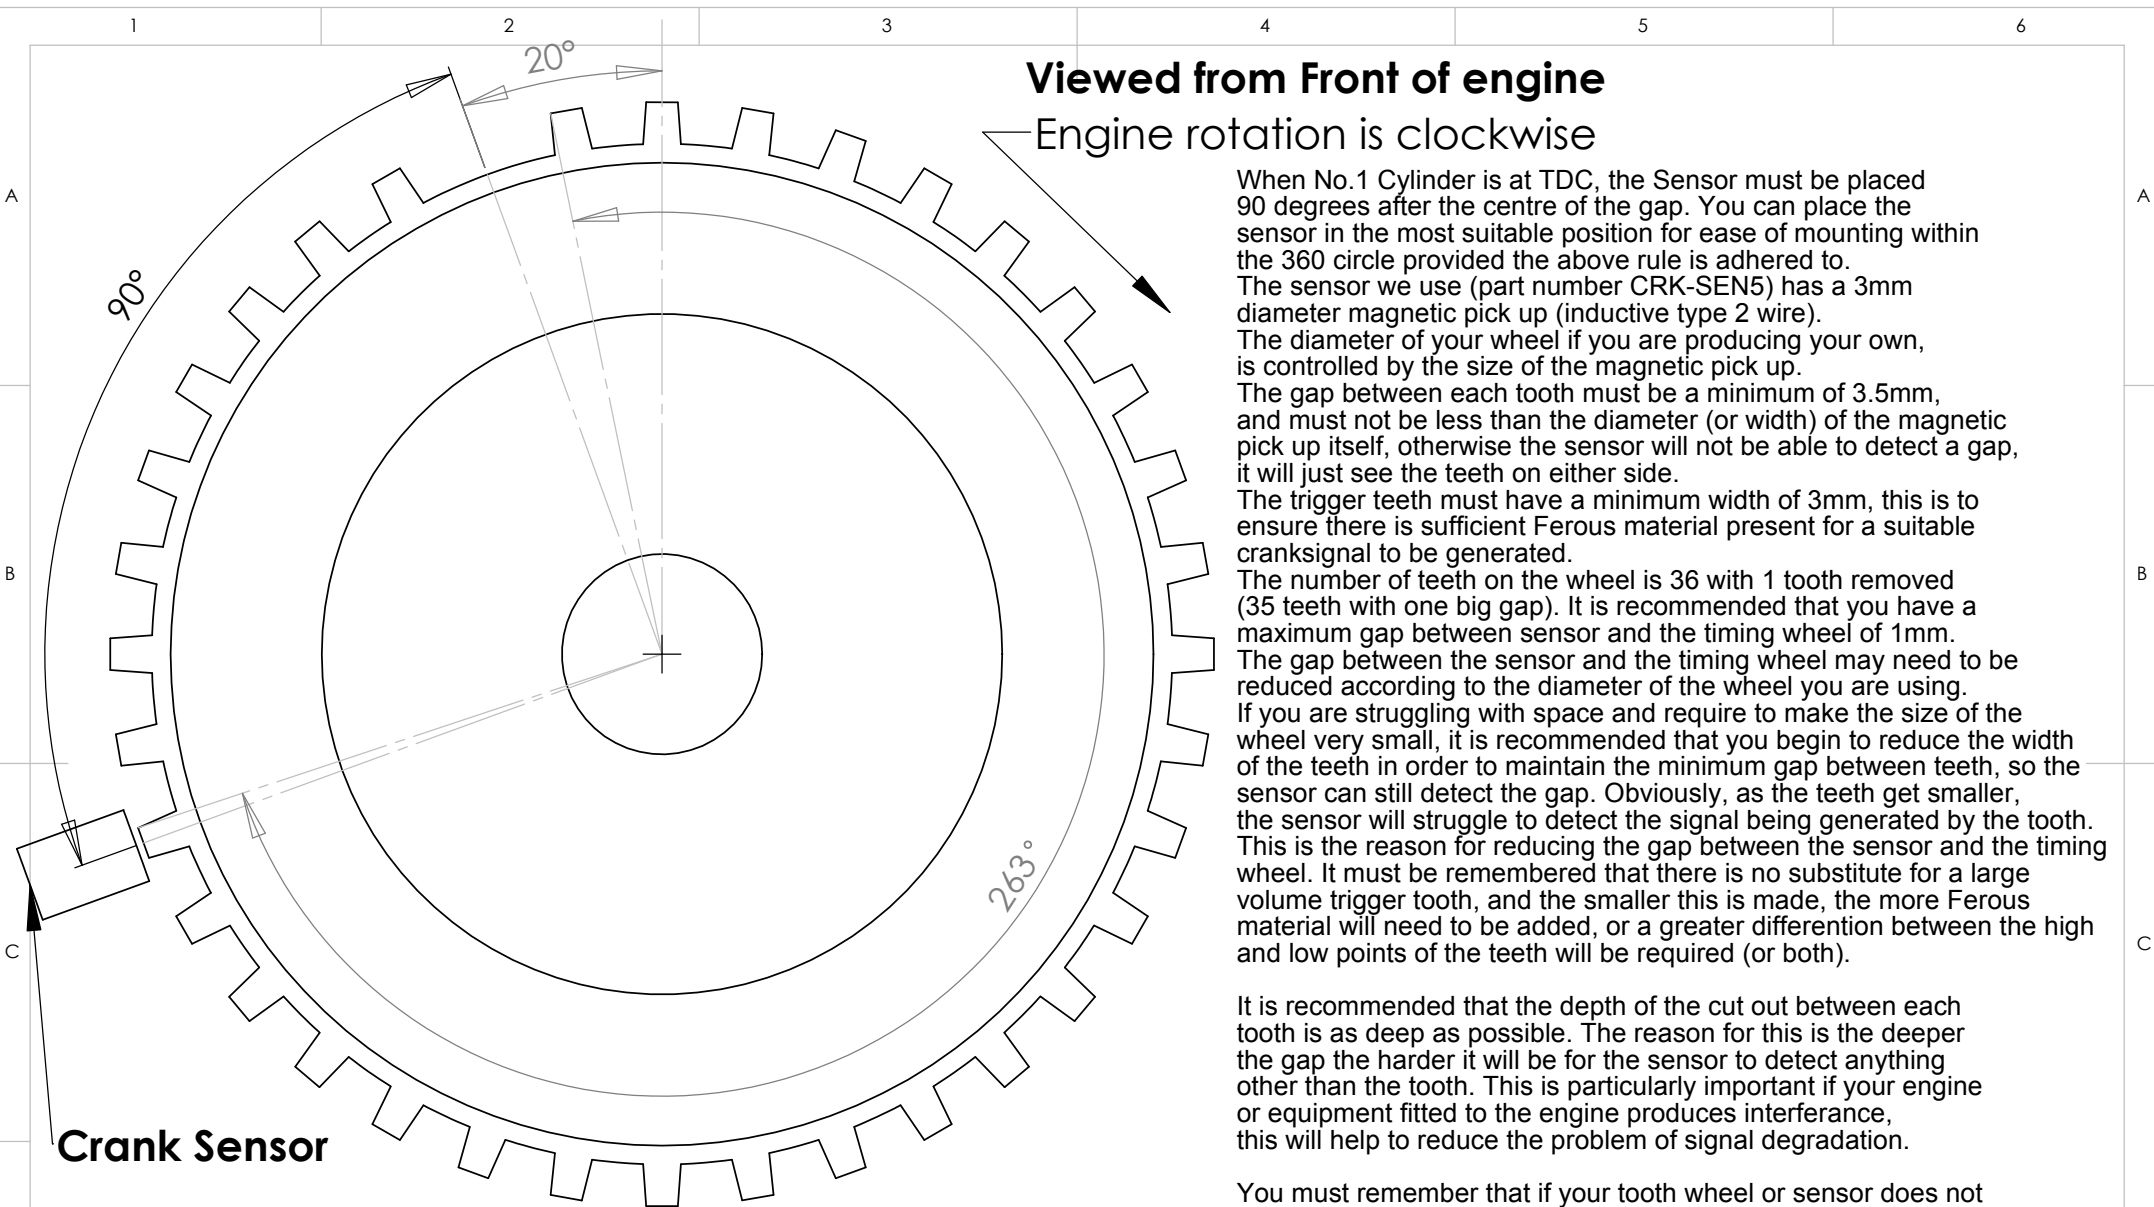 1 2 3 4 5 6
20°
Viewed from Front of engine
Engine rotation is clockwise
A A
90°
When No.1 Cylinder is at TDC, the Sensor must be placed
90 degrees after the centre of the gap. You can place the
sensor in the most suitable position for ease of mounting within
the 360 circle provided the above rule is adhered to.
The sensor we use (part number CRK-SEN5) has a 3mm
diameter magnetic pick up (inductive type 2 wire).
The diameter of your wheel if you are producing your own,
is controlled by the size of the magnetic pick up.
The gap between each tooth must be a minimum of 3.5mm,
and must not be less than the diameter (or width) of the magnetic
pick up itself, otherwise the sensor will not be able to detect a gap,
it will just see the teeth on either side.
The trigger teeth must have a minimum width of 3mm, this is to
ensure there is sufficient Ferous material present for a suitable
cranksignal to be generated.
B B
The number of teeth on the wheel is 36 with 1 tooth removed
(35 teeth with one big gap). It is recommended that you have a
maximum gap between sensor and the timing wheel of 1mm.
The gap between the sensor and the timing wheel may need to be
reduced according to the diameter of the wheel you are using.
If you are struggling with space and require to make the size of the
wheel very small, it is recommended that you begin to reduce the width
of the teeth in order to maintain the minimum gap between teeth, so the
sensor can still detect the gap. Obviously, as the teeth get smaller,
the sensor will struggle to detect the signal being generated by the tooth.
This is the reason for reducing the gap between the sensor and the timing
wheel. It must be remembered that there is no substitute for a large
volume trigger tooth, and the smaller this is made, the more Ferous
material will need to be added, or a greater differention between the high
and low points of the teeth will be required (or both).
263°
C C
It is recommended that the depth of the cut out between each
tooth is as deep as possible. The reason for this is the deeper
the gap the harder it will be for the sensor to detect anything
other than the tooth. This is particularly important if your engine
or equipment fitted to the engine produces interferance,
this will help to reduce the problem of signal degradation.
Crank Sensor
You must remember that if your tooth wheel or sensor does not